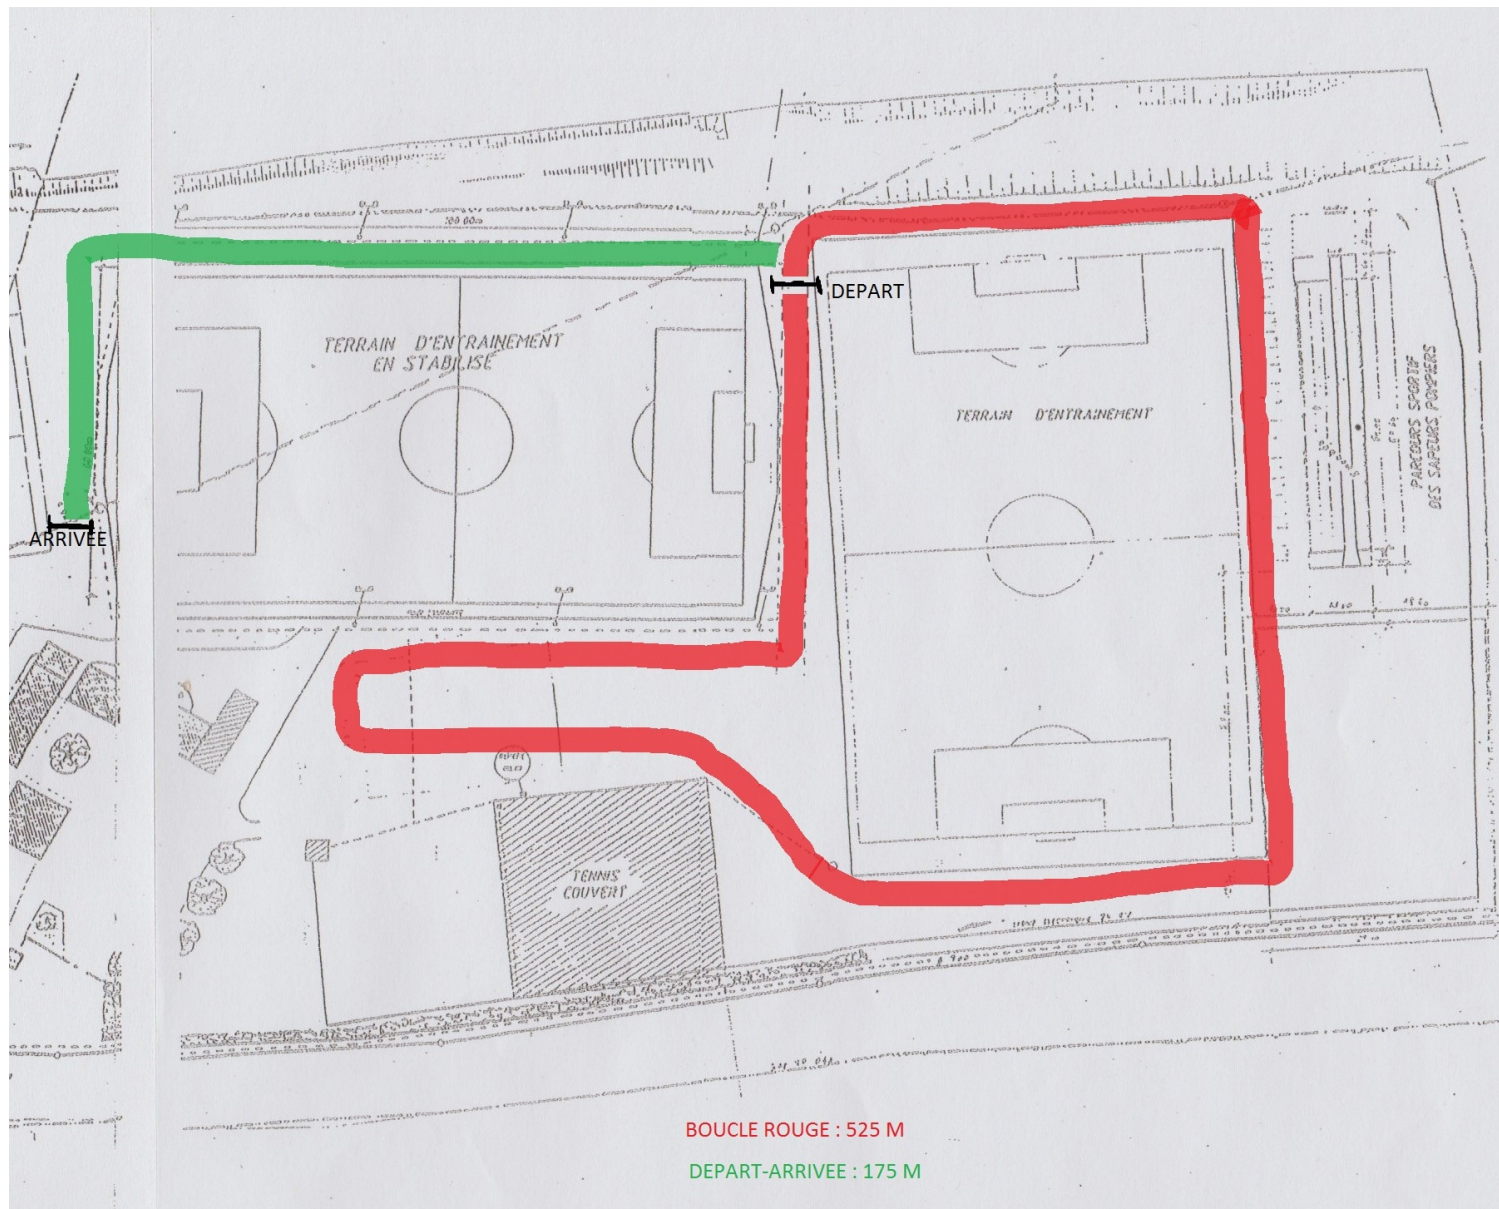 DEPART
TERRAIN D'ENTRAINEMENT
EN STABILISE
TERRAIN D'ENTRAINEMENT
PARCOURS SPORTIF
DES SAPEURS POMPIERS
ARRIVEE
TENNIS
COUVERT
BOUCLE ROUGE : 525 M
DEPART-ARRIVEE : 175 M